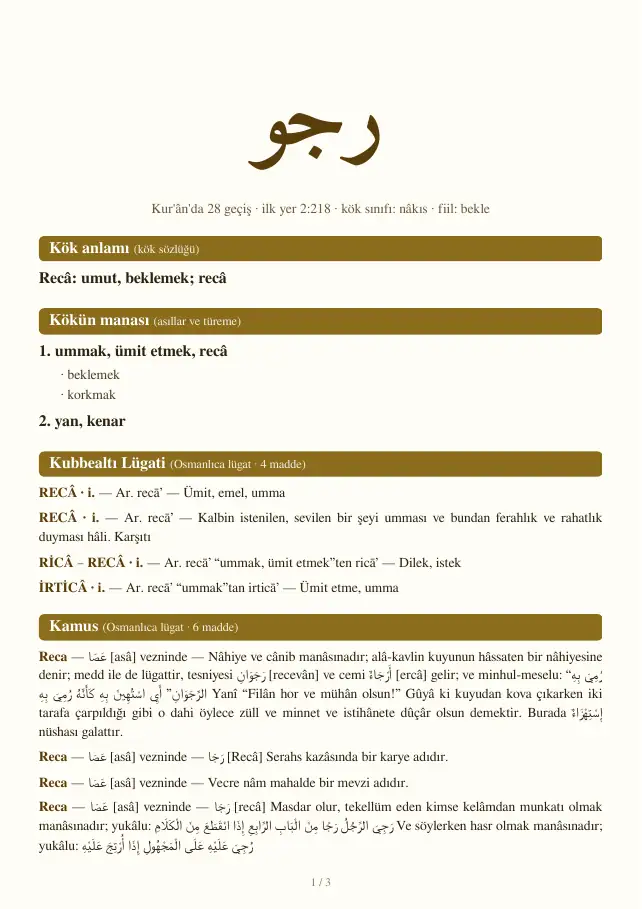 رجو
Kur'ân'da 28 geçiş · ilk yer 2:218 · kök sınıfı: nâkıs · fiil: bekle
Kök anlamı (kök sözlüğü)
Recâ: umut, beklemek; recâ
Kökün manası (asıllar ve türeme)
1. ummak, ümit etmek, recâ
· beklemek
· korkmak
2. yan, kenar
Kubbealtı Lügati (Osmanlıca lügat · 4 madde)
RECÂ · i. — Ar. recā’ — Ümit, emel, umma
RECÂ · i. — Ar. recā’ — Kalbin istenilen, sevilen bir şeyi umması ve bundan ferahlık ve rahatlık
duyması hâli. Karşıtı
RİCÂ – RECÂ · i. — Ar. recā’ “ummak, ümit etmek”ten ricā’ — Dilek, istek
İRTİCÂ · i. — Ar. recā’ “ummak”tan irticā’ — Ümit etme, umma
Kamus (Osmanlıca lügat · 6 madde)
Reca — عَصَا [asâ] vezninde — Nâhiye ve cânib manâsınadır; alâ-kavlin kuyunun hâssaten bir nâhiyesine
denir; medd ile de lügattir, tesniyesi رَجَوَانِ [recevân] ve cemi أَرْجَاءٌ [ercâ] gelir; ve minhul-meselu: “رُمِيَ بِهِ
الرَّجَوَانِ” أَيِ اسْتُهِينَ بِهِ كَأَنَّهُ رُمِيَ بِهِ Yanî “Filân hor ve mühân olsun!” Gûyâ ki kuyudan kova çıkarken iki
tarafa çarpıldığı gibi o dahi öylece züll ve minnet ve istihânete dûçâr olsun demektir. Burada إِسْتِهْزَاءٌ
nüshası galattır.
Reca — عَصَا [asâ] vezninde — رَجَا [Recâ] Serahs kazâsında bir karye adıdır.
Reca — عَصَا [asâ] vezninde — Vecre nâm mahalde bir mevzi adıdır.
Reca — عَصَا [asâ] vezninde — رَجَا [recâ] Masdar olur, tekellüm eden kimse kelâmdan munkatı olmak
manâsınadır; yukâlu: رَجِيَ الرَّجُلُ رَجًا مِنَ الْبَابِ الرَّابِعِ إِذَا انْقَطَعَ مِنَ الْكَلَامِ Ve söylerken hasr olmak manâsınadır;
yukâlu: رُجِيَ عَلَيْهِ عَلَى الْمَجْهُولِ إِذَا أُرْتِجَ عَلَيْهِ
1 / 3